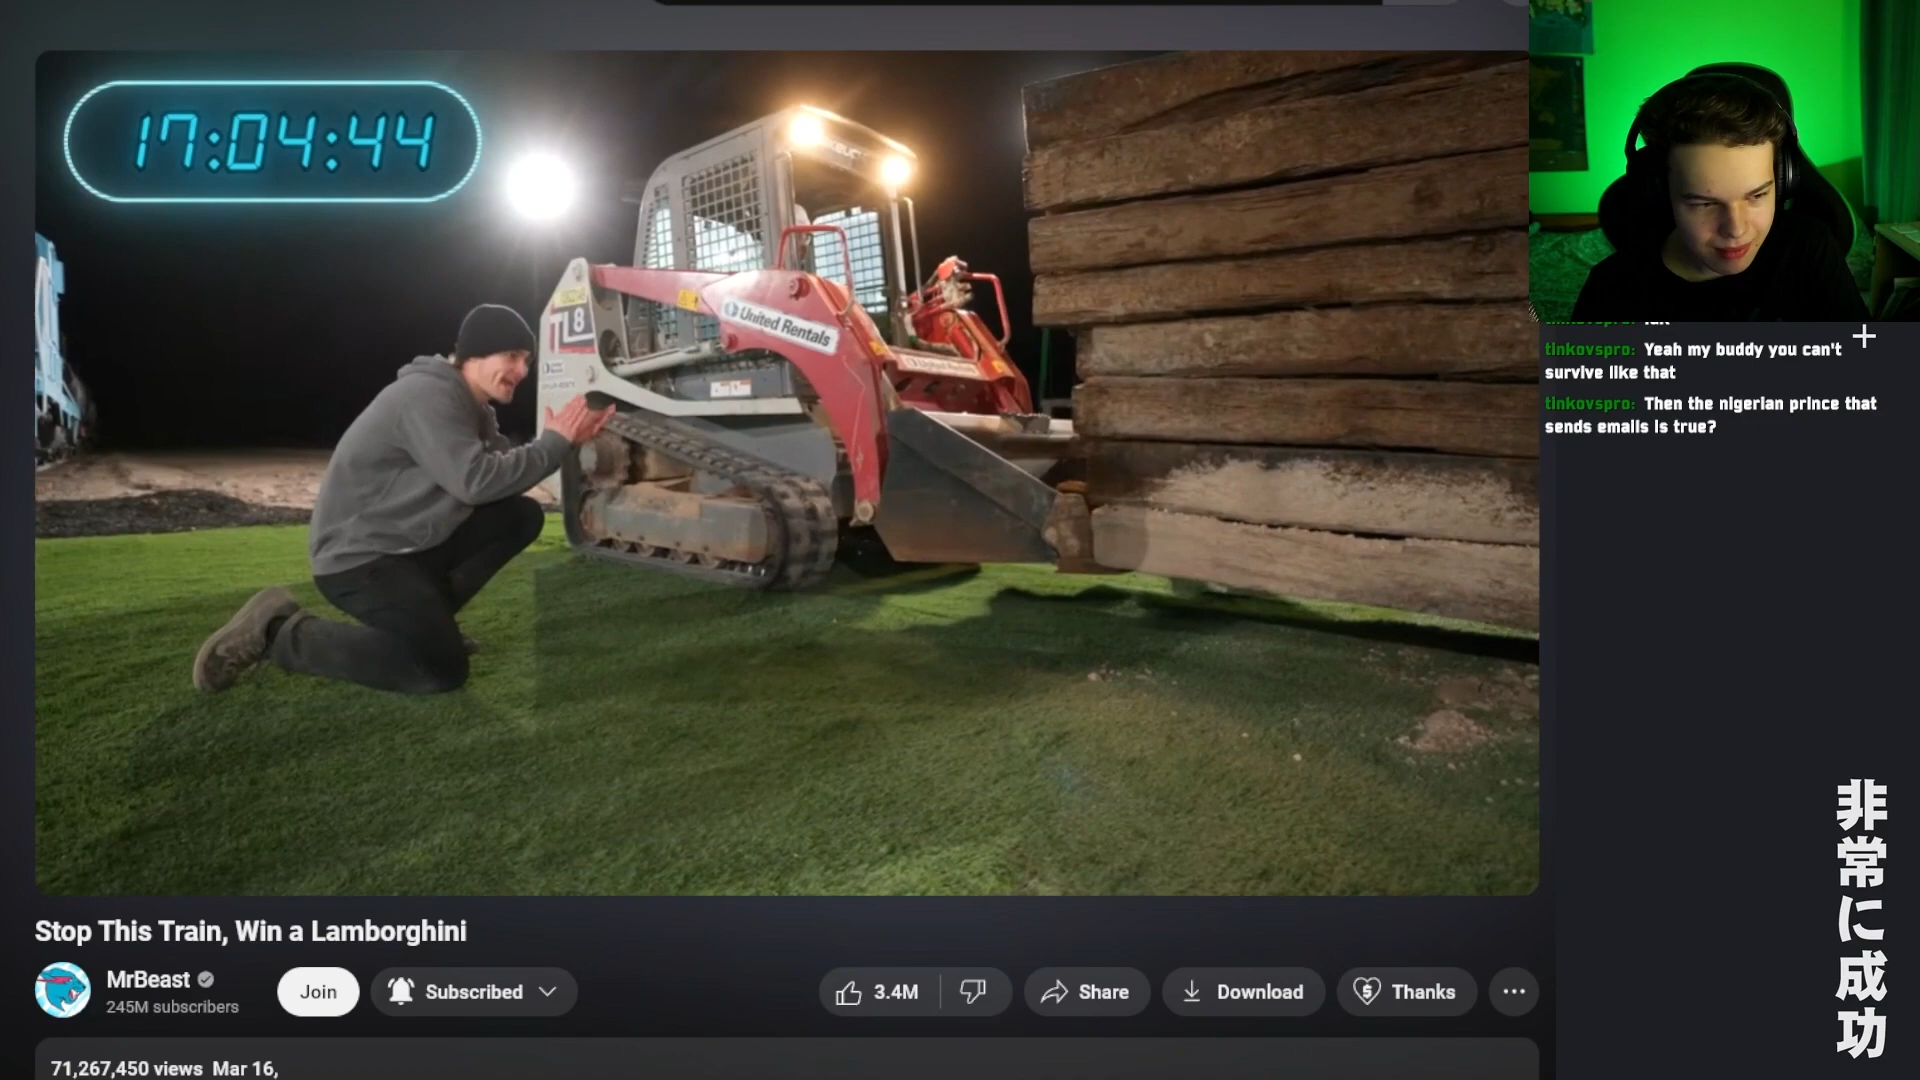 17:04:44
TL8
United Rentals
tinkovspro: Yeah my buddy you can't
survive like that
tinkovspro: Then the nigerian prince that
sends emails is true?
非常に成功
Stop This Train, Win a Lamborghini
MrBeast
245M subscribers
Join
Subscribed
3.4M
Share
Download
Thanks
71,267,450 views Mar 16,